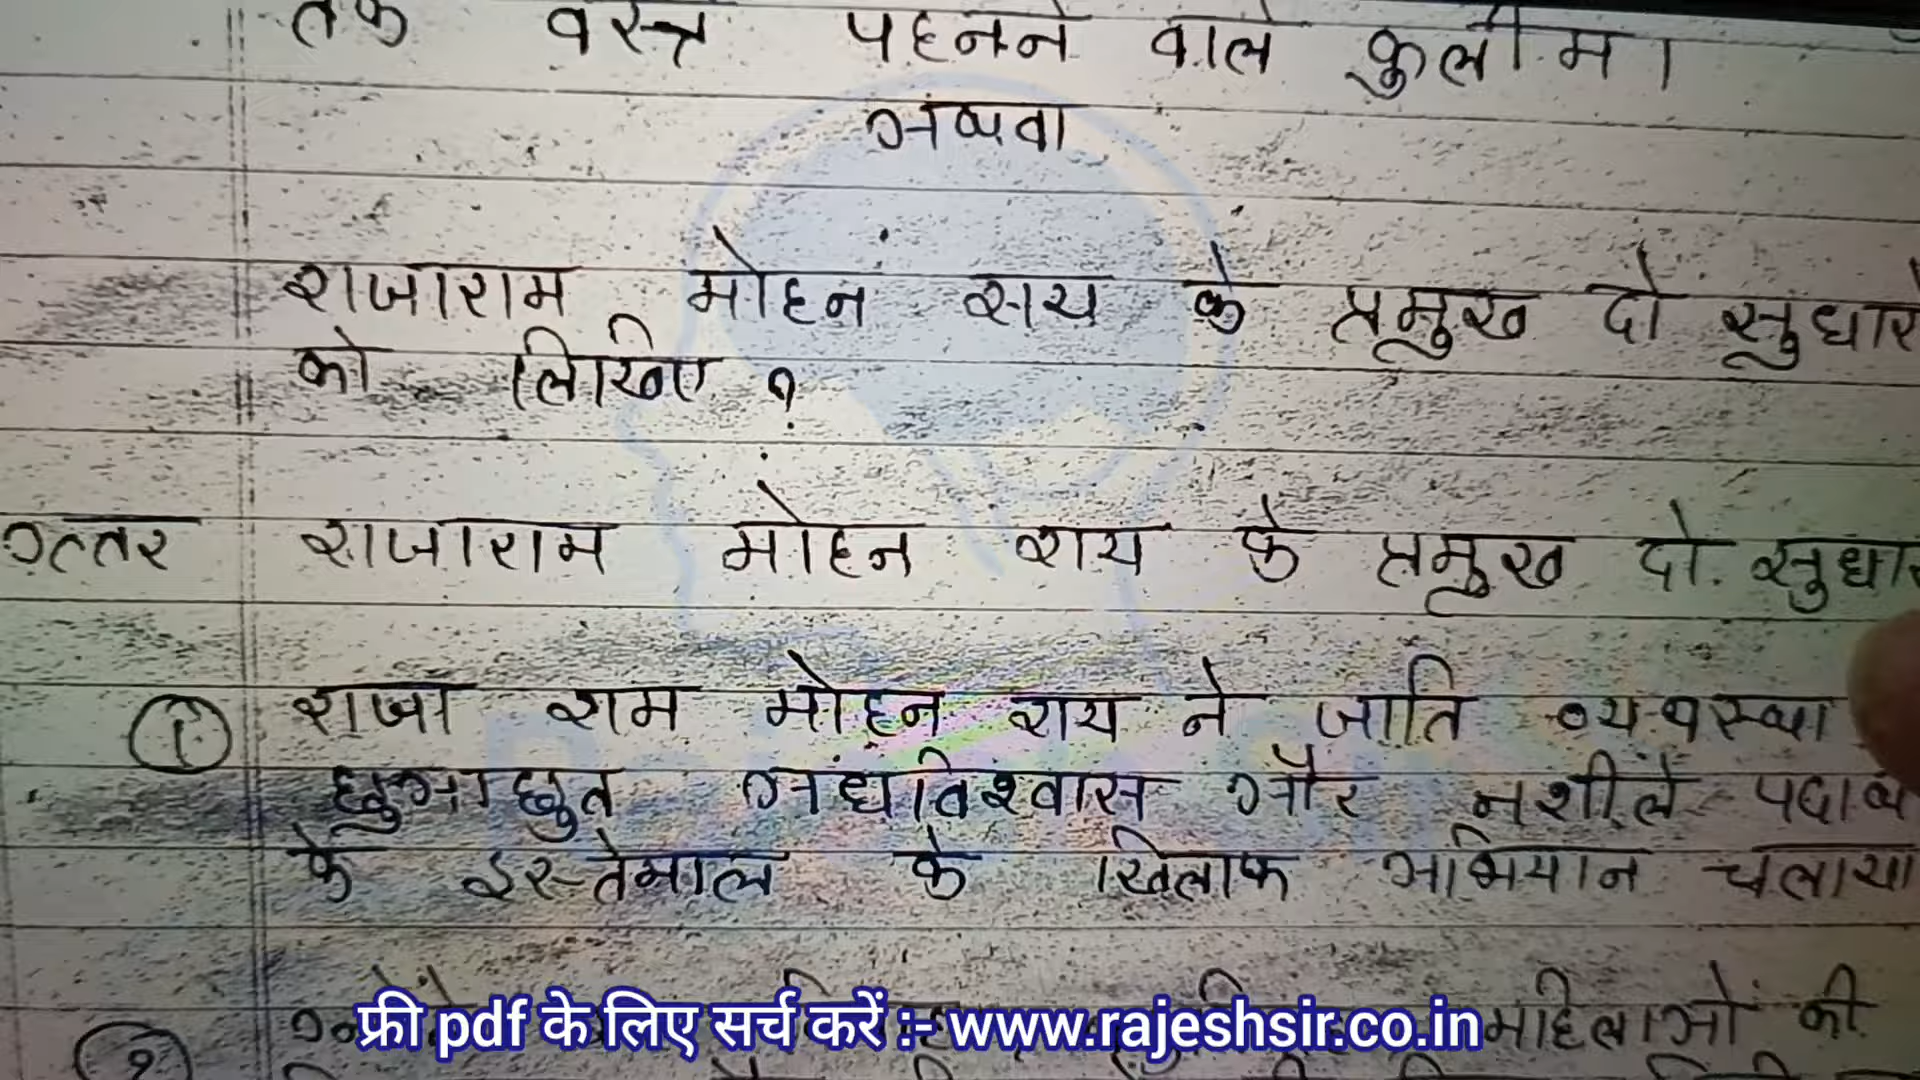 तक वस्त्र पहनने वाले कुली म।
अथवा
राजाराम मोहन राय के प्रमुख दो सुधारो
को लिखिए ?
उत्तर राजाराम मोहन राय के प्रमुख दो सुधार
① राजा राम मोहन राय ने जाति व्यवस्था
छुआछुत अंधविश्वास और नशीले पदार्थ
के इस्तेमाल के खिलाफ अभियान चलाया
② महिलाओं की
फ्री pdf के लिए सर्च करें :- www.rajeshsir.co.in